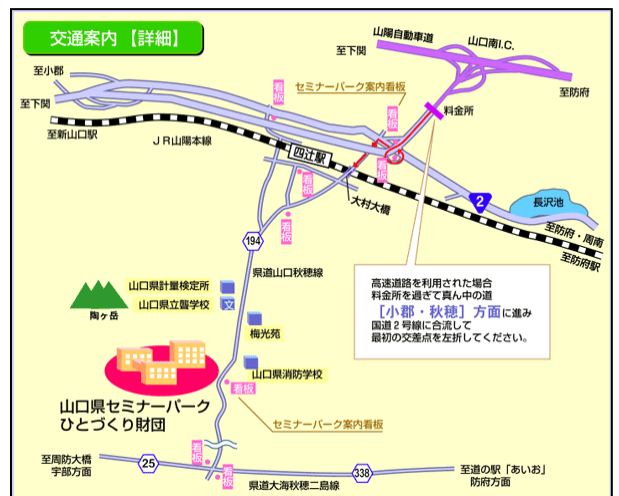 交通案内 【詳細】
山陽自動車道
山口南I.C.
至下関
至防府
至小郡
至下関
セミナーパーク案内看板
看板
看板
料金所
至新山口駅
JR山陽本線
四辻駅
看板
看板
大村大橋
2
長沢池
看板
至防府・周南
至防府駅
194
県道山口秋穂線
高速道路を利用された場合
料金所を過ぎて真ん中の道
［小郡・秋穂］方面に進み
国道2号線に合流して
最初の交差点を左折してください。
山口県計量検定所
山口県立聾学校
文
陶ヶ岳
梅光苑
山口県消防学校
看板
山口県セミナーパーク
ひとづくり財団
セミナーパーク案内看板
看板
至周防大橋
宇部方面
25
看板
338
県道大海秋穂二島線
至道の駅「あいお」
防府方面